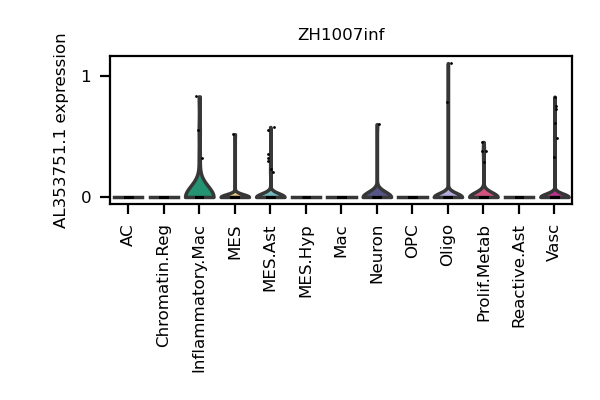 ZH1007inf
AL353751.1 expression
1
0
AC
Chromatin.Reg
Inflammatory.Mac
MES
MES.Ast
MES.Hyp
Mac
Neuron
OPC
Oligo
Prolif.Metab
Reactive.Ast
Vasc